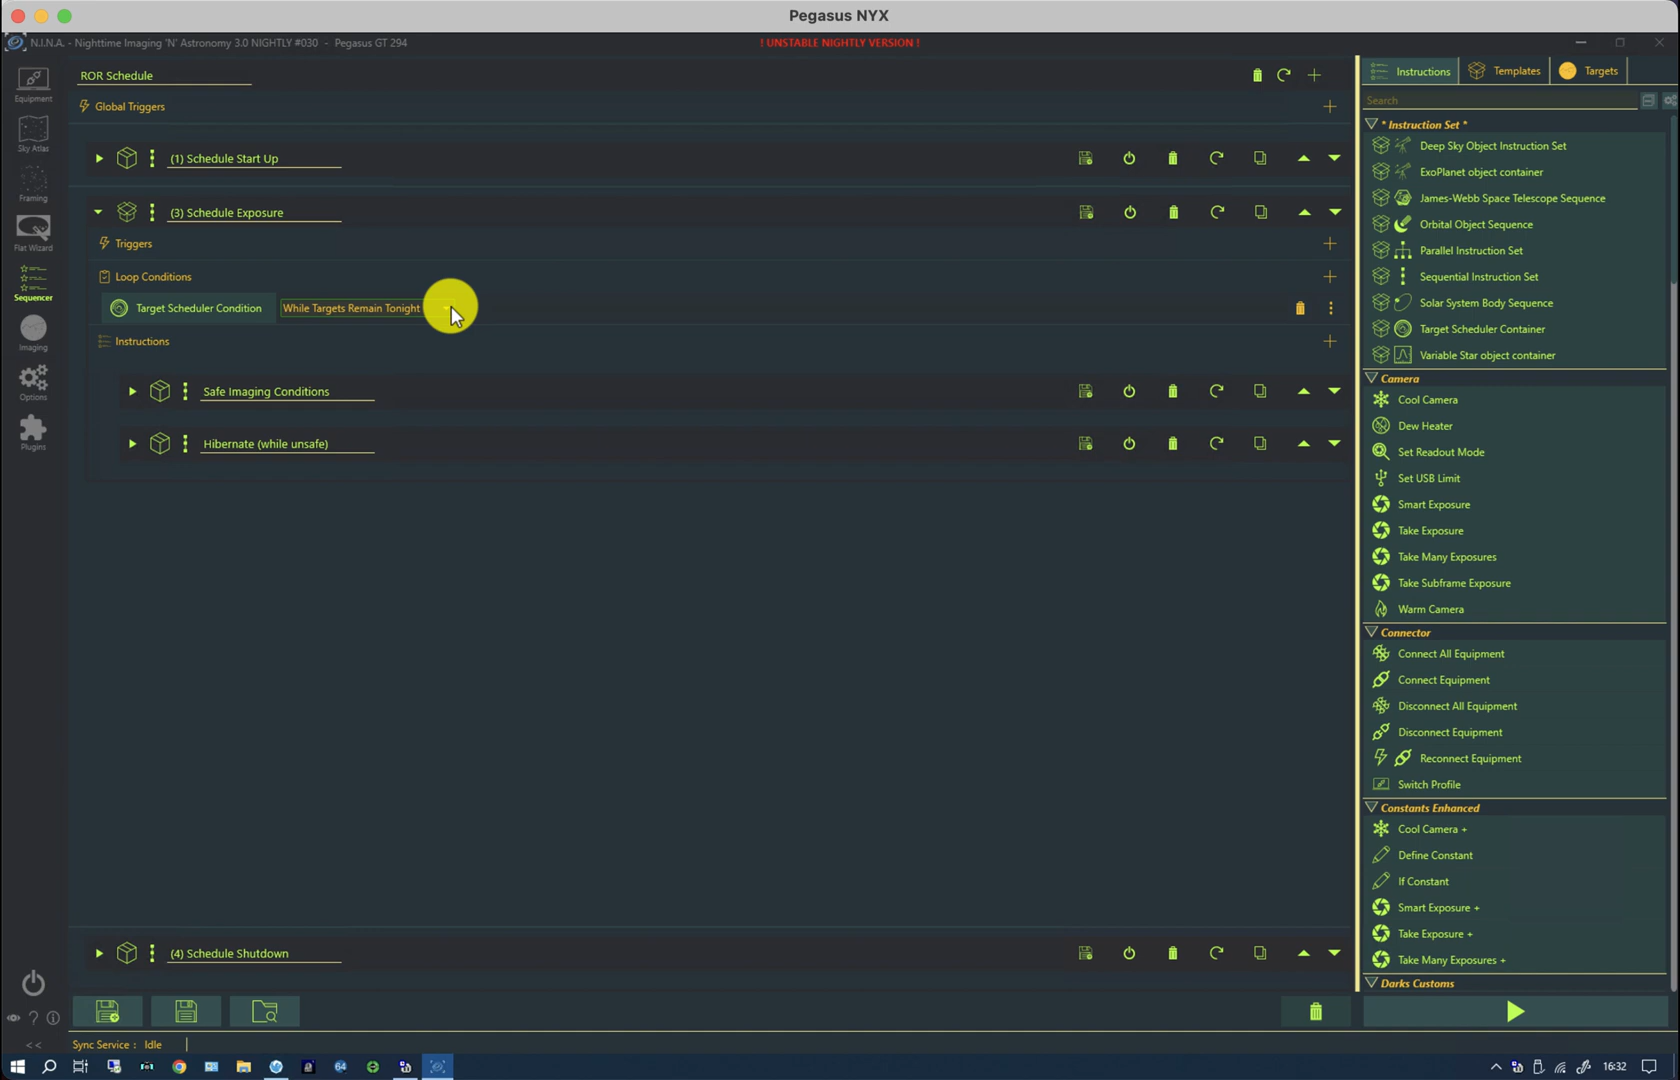 Pegasus NYX
N.I.N.A. - Nighttime Imaging 'N' Astronomy 3.0 NIGHTLY #030 - Pegasus GT 294
! UNSTABLE NIGHTLY VERSION !
Equipment
Sky Atlas
Framing
Flat Wizard
Sequencer
Imaging
Options
Plugins
ROR Schedule
Global Triggers
(1) Schedule Start Up
(3) Schedule Exposure
Triggers
Loop Conditions
Target Scheduler Condition While Targets Remain Tonight
Instructions
Safe Imaging Conditions
Hibernate (while unsafe)
(4) Schedule Shutdown
Instructions Templates Targets
Search
* Instruction Set *
Deep Sky Object Instruction Set
ExoPlanet object container
James-Webb Space Telescope Sequence
Orbital Object Sequence
Parallel Instruction Set
Sequential Instruction Set
Solar System Body Sequence
Target Scheduler Container
Variable Star object container
Camera
Cool Camera
Dew Heater
Set Readout Mode
Set USB Limit
Smart Exposure
Take Exposure
Take Many Exposures
Take Subframe Exposure
Warm Camera
Connector
Connect All Equipment
Connect Equipment
Disconnect All Equipment
Disconnect Equipment
Reconnect Equipment
Switch Profile
Constants Enhanced
Cool Camera +
Define Constant
If Constant
Smart Exposure +
Take Exposure +
Take Many Exposures +
Darks Customs
<< Sync Service : Idle
64
16:32